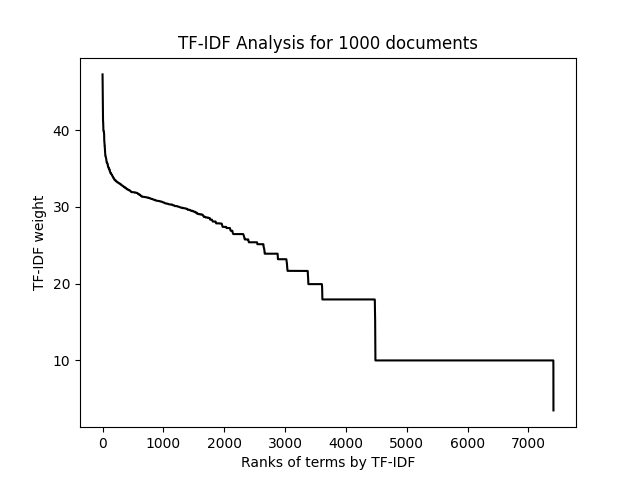 TF-IDF Analysis for 1000 documents
TF-IDF weight
40
30
20
10
0 1000 2000 3000 4000 5000 6000 7000
Ranks of terms by TF-IDF